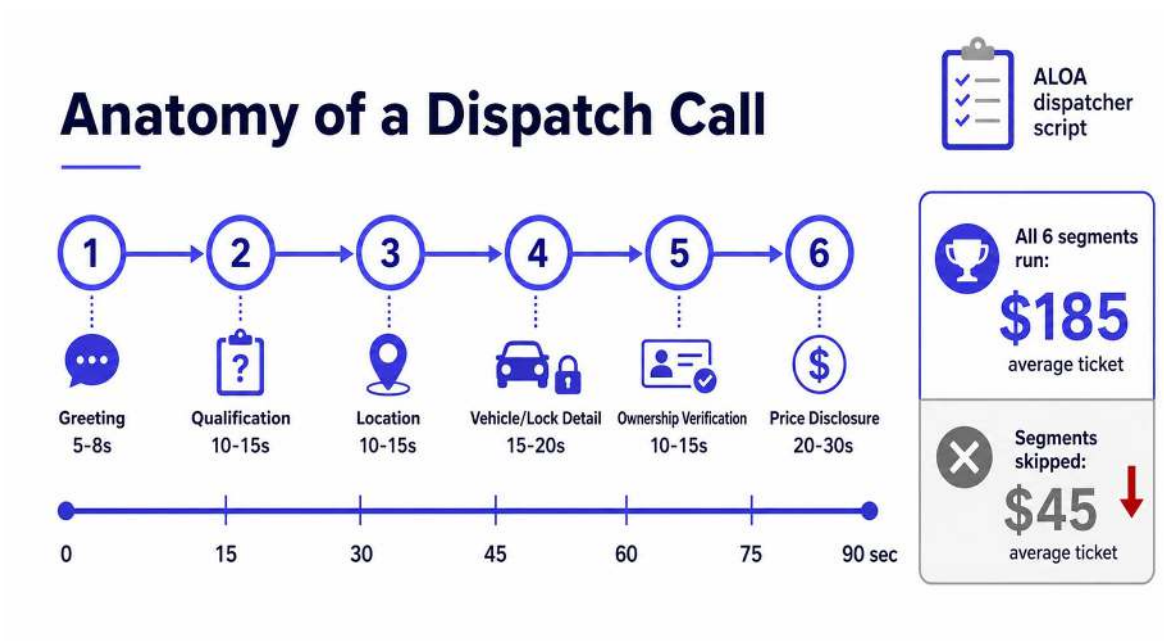 Anatomy of a Dispatch Call
ALOA
dispatcher
script
1
2
3
4
5
6
?
$
Greeting
5-8s
Qualification
10-15s
Location
10-15s
Vehicle/Lock Detail
15-20s
Ownership Verification
10-15s
Price Disclosure
20-30s
0
15
30
45
60
75
90 sec
All 6 segments
run:
$185
average ticket
Segments
skipped:
$45
average ticket